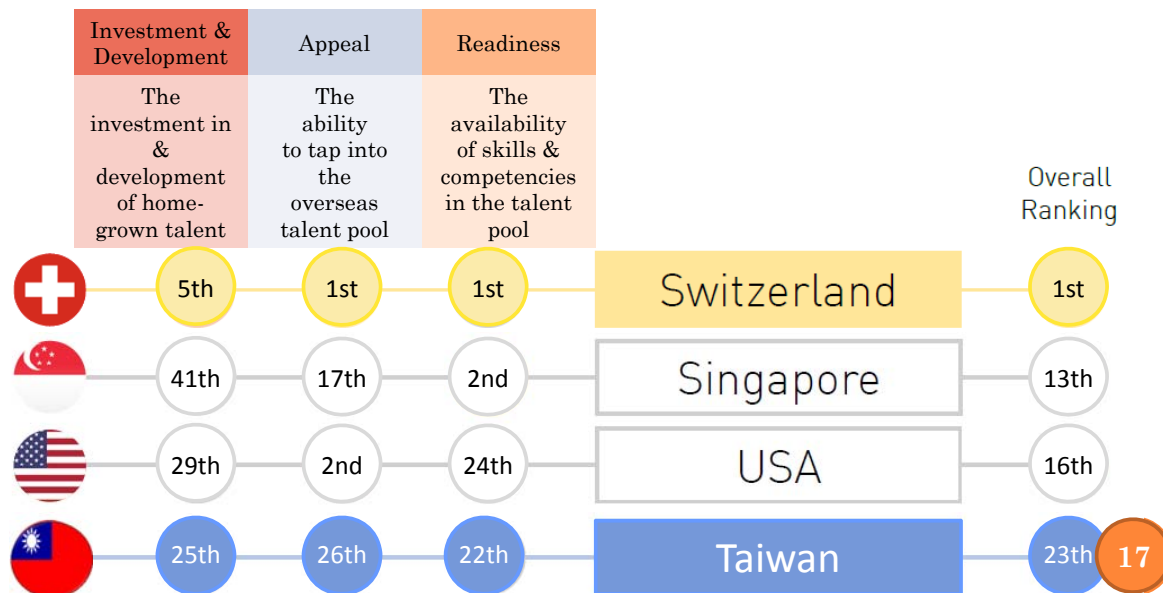 Investment &
Development
Appeal
Readiness
The
investment in
&
development
of home-
grown talent
The
ability
to tap into
the
overseas
talent pool
The
availability
of skills &
competencies
in the talent
pool
Overall
Ranking
5th 1st 1st Switzerland 1st
41th 17th 2nd Singapore 13th
29th 2nd 24th USA 16th
25th 26th 22th Taiwan 23th 17